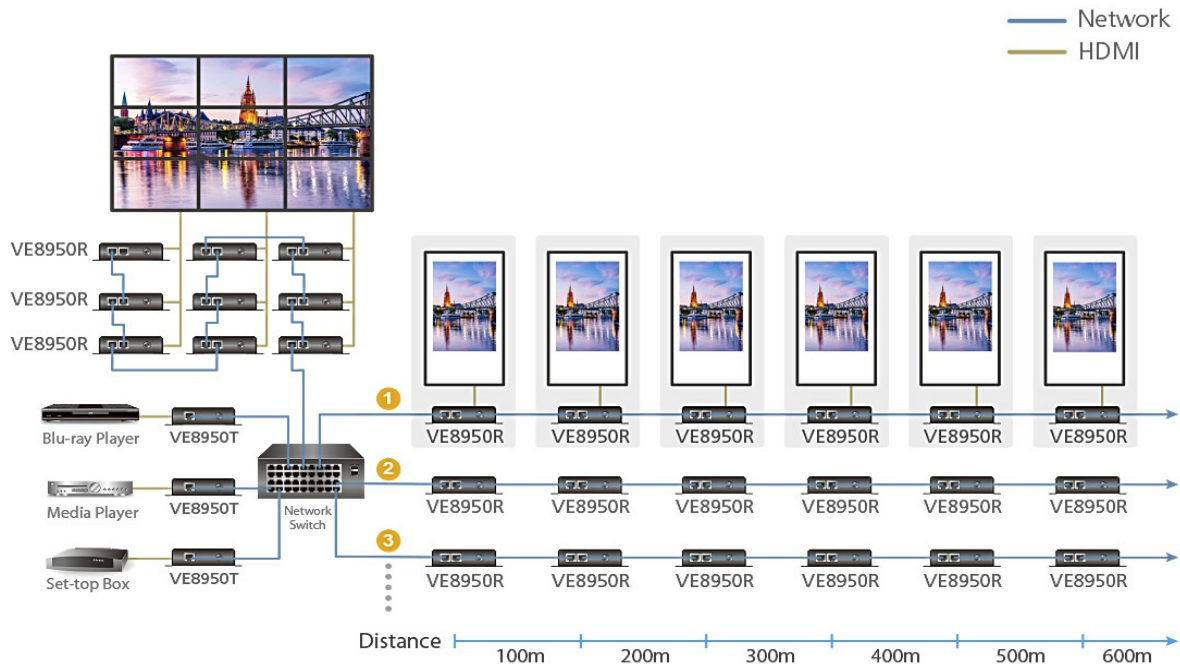 Network
HDMI
VE8950R
VE8950R
VE8950R
Blu-ray Player
VE8950T
Media Player
VE8950T
Set-top Box
VE8950T
Network
Switch
1
VE8950R VE8950R VE8950R VE8950R VE8950R VE8950R
2
VE8950R VE8950R VE8950R VE8950R VE8950R VE8950R
3
VE8950R VE8950R VE8950R VE8950R VE8950R VE8950R
Distance
100m 200m 300m 400m 500m 600m